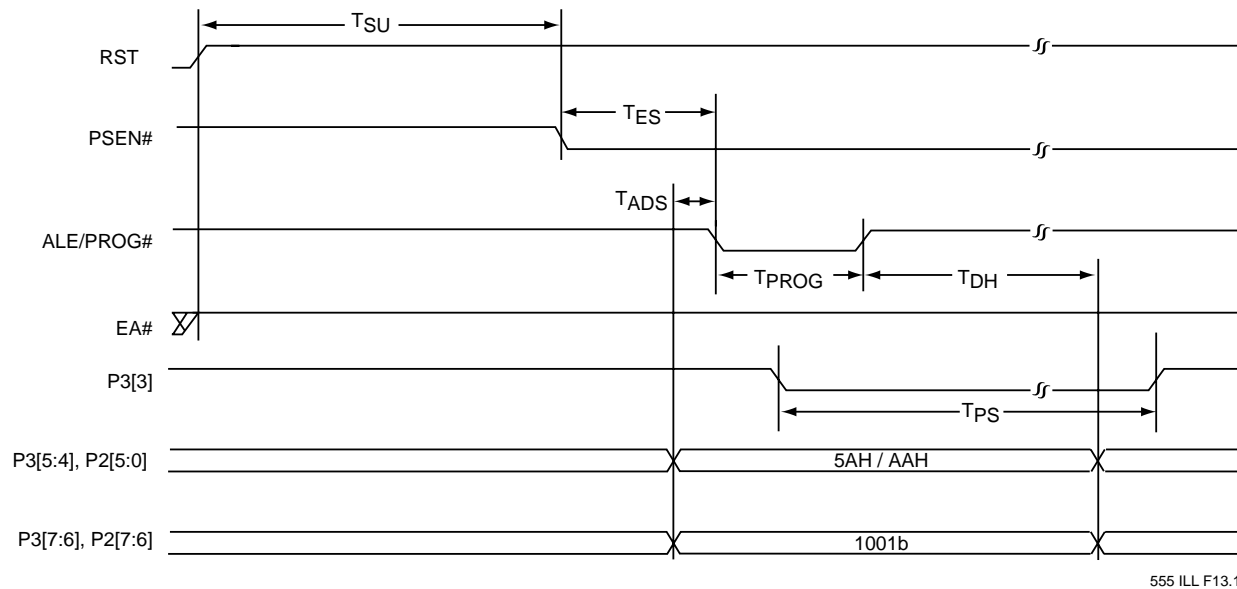 TSU
RST
TES
PSEN#
TADS
ALE/PROG#
TPROG
TDH
EA#
P3[3]
TPS
P3[5:4], P2[5:0]
5AH / AAH
P3[7:6], P2[7:6]
1001b
555 ILL F13.1